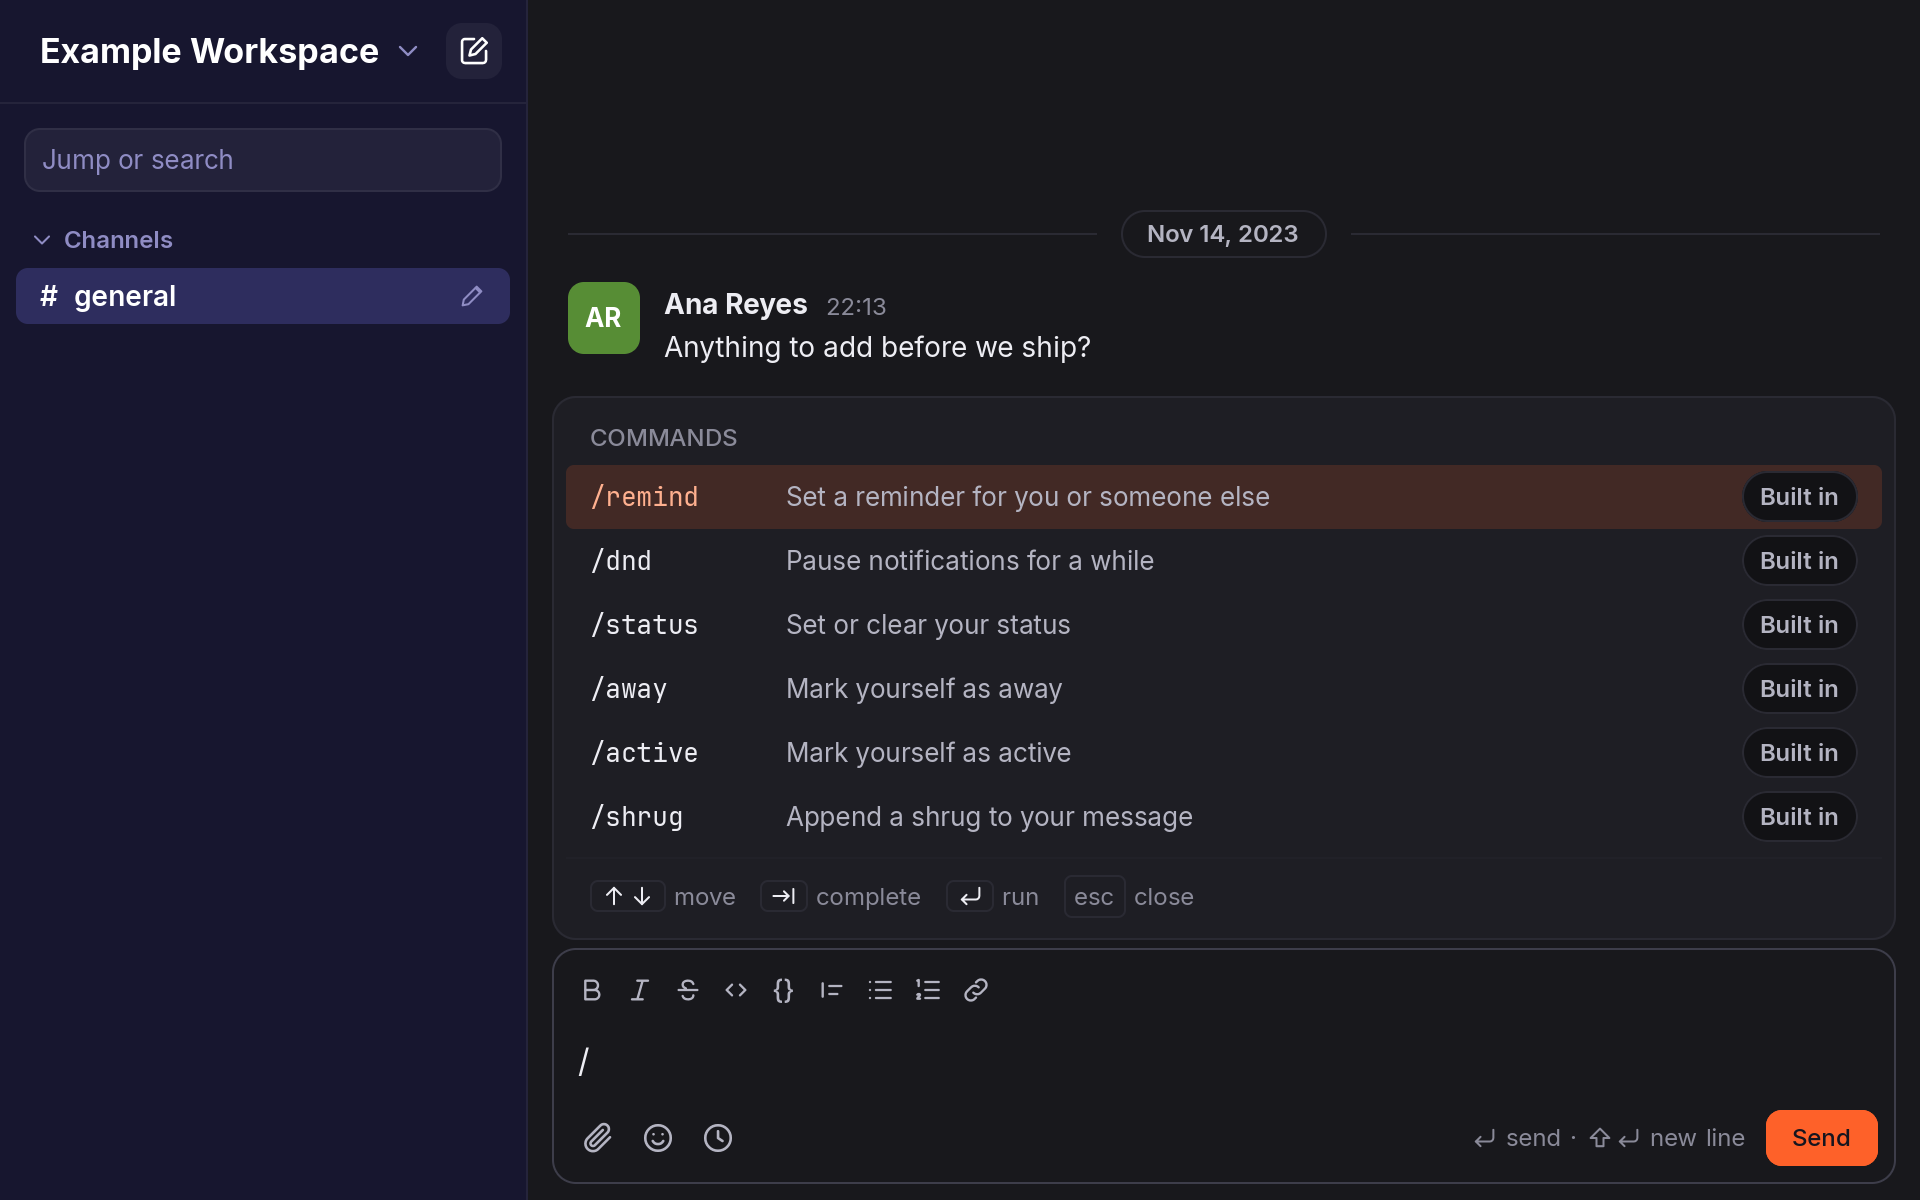 Example Workspace
Jump or search
Channels
# general
Nov 14, 2023
AR
Ana Reyes 22:13
Anything to add before we ship?
COMMANDS
/remind Set a reminder for you or someone else Built in
/dnd Pause notifications for a while Built in
/status Set or clear your status Built in
/away Mark yourself as away Built in
/active Mark yourself as active Built in
/shrug Append a shrug to your message Built in
↑ ↓ move ⇥ complete ↵ run esc close
/
↵ send · ⇧ ↵ new line Send